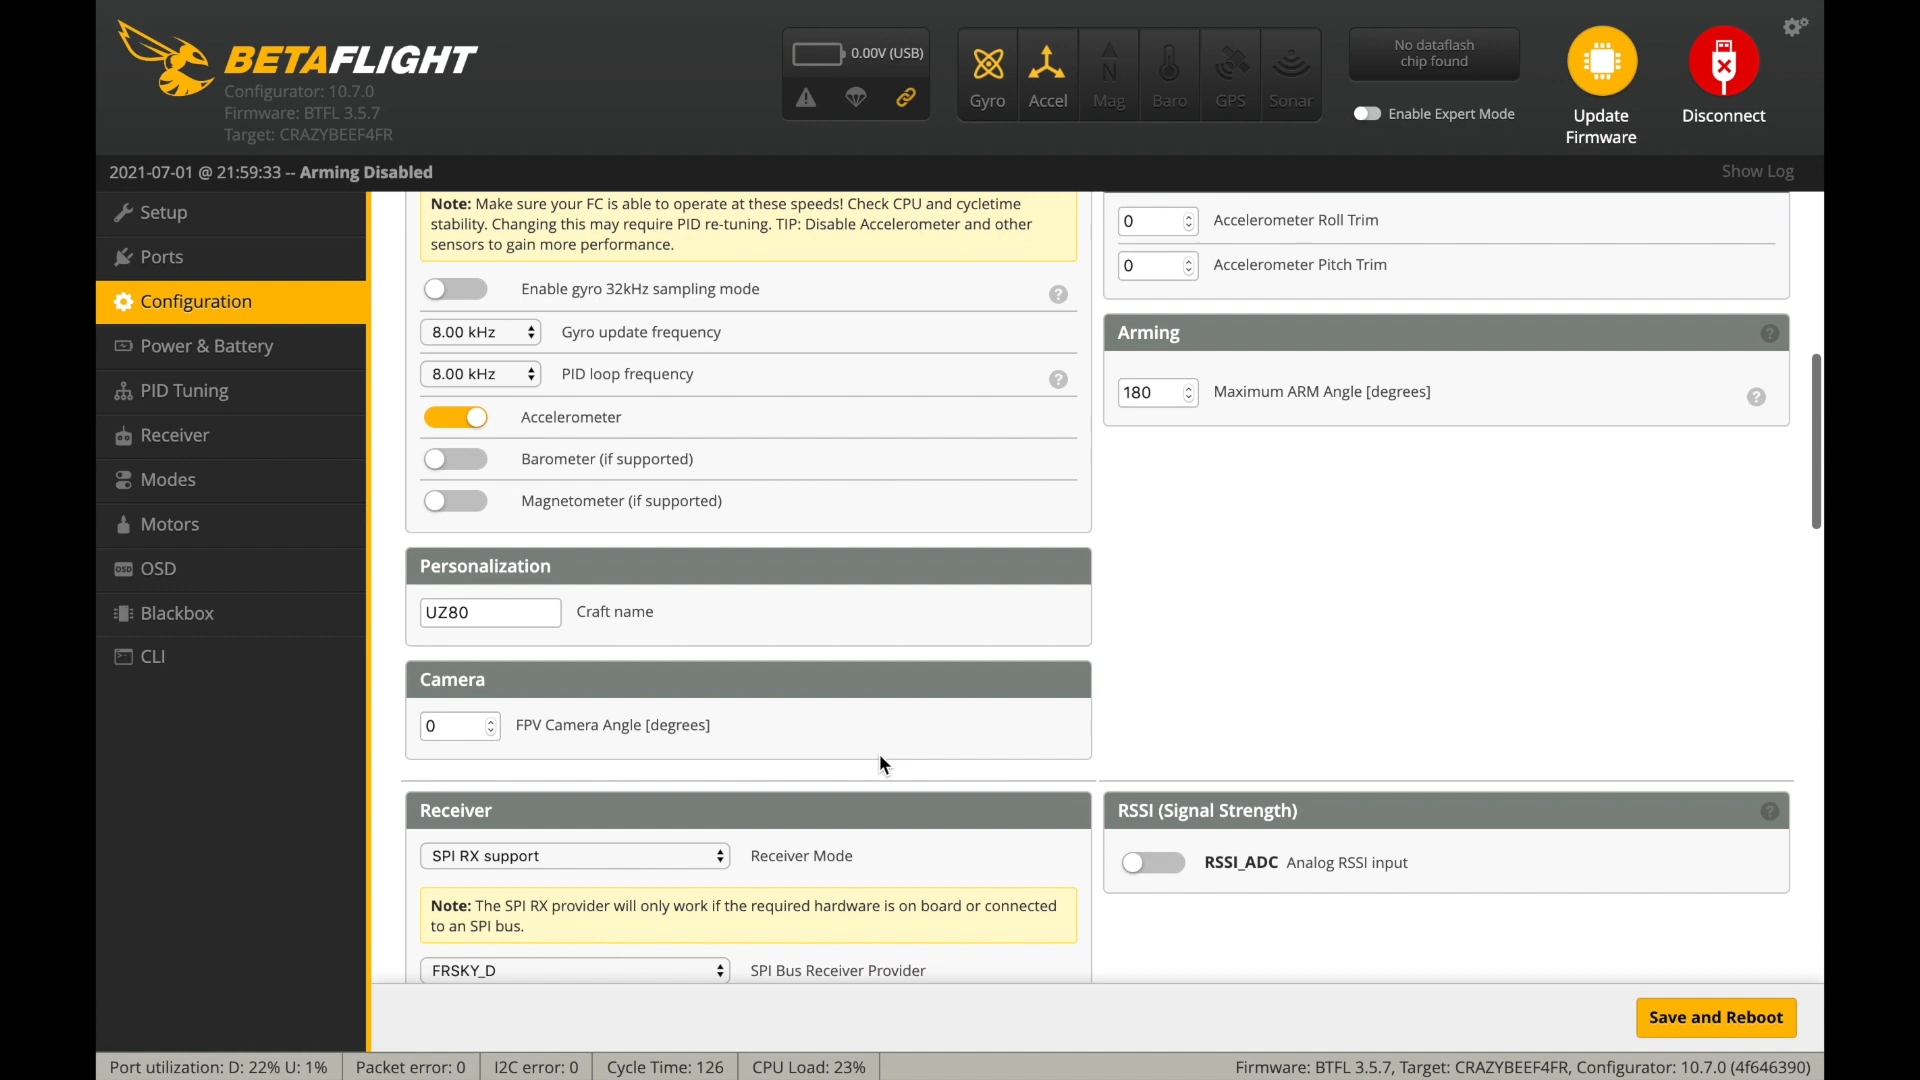 BETAFLIGHT
Configurator: 10.7.0
Firmware: BTFL 3.5.7
Target: CRAZYBEEF4FR
0.00V (USB)
Gyro
Accel
N
Mag
Baro
GPS
Sonar
No dataflash
chip found
Enable Expert Mode
Update
Firmware
Disconnect
2021-07-01 @ 21:59:33 -- Arming Disabled
Show Log
Setup
Ports
Configuration
Power & Battery
PID Tuning
Receiver
Modes
Motors
OSD OSD
Blackbox
CLI
Note: Make sure your FC is able to operate at these speeds! Check CPU and cycletime
stability. Changing this may require PID re-tuning. TIP: Disable Accelerometer and other
sensors to gain more performance.
Enable gyro 32kHz sampling mode ?
8.00 kHz Gyro update frequency
8.00 kHz PID loop frequency ?
Accelerometer
Barometer (if supported)
Magnetometer (if supported)
Personalization
UZ80 Craft name
Camera
0 FPV Camera Angle [degrees]
Receiver
SPI RX support Receiver Mode
Note: The SPI RX provider will only work if the required hardware is on board or connected
to an SPI bus.
FRSKY_D SPI Bus Receiver Provider
0 Accelerometer Roll Trim
0 Accelerometer Pitch Trim
Arming ?
180 Maximum ARM Angle [degrees] ?
RSSI (Signal Strength) ?
RSSI_ADC Analog RSSI input
Save and Reboot
Port utilization: D: 22% U: 1% Packet error: 0 I2C error: 0 Cycle Time: 126 CPU Load: 23% Firmware: BTFL 3.5.7, Target: CRAZYBEEF4FR, Configurator: 10.7.0 (4f646390)